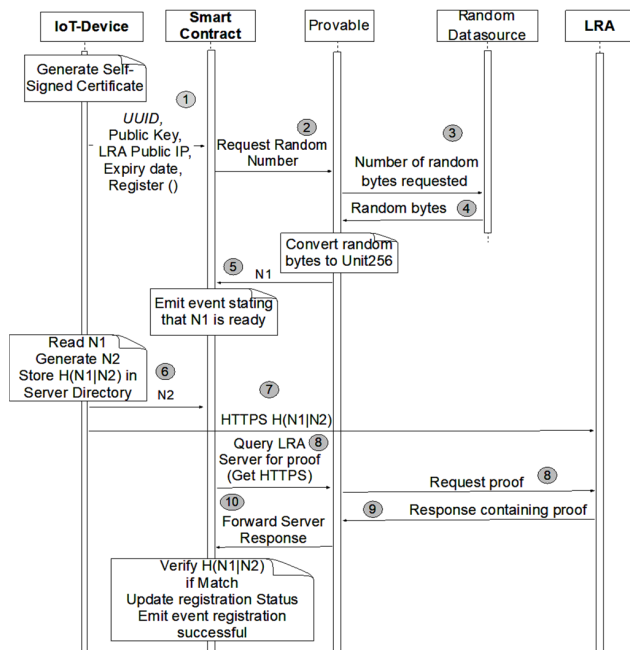 IoT-Device
Smart
Contract
Provable
Random
Datasource
LRA
Generate Self-
Signed Certificate
1
UUID,
Public Key,
LRA Public IP,
Expiry date,
Register ()
2
Request Random
Number
3
Number of random
bytes requested
Random bytes
4
Convert random
bytes to Unit256
5
N1
Emit event stating
that N1 is ready
Read N1
Generate N2
Store H(N1|N2) in
Server Directory
6
N2
7
HTTPS H(N1|N2)
Query LRA
8
Server for proof
(Get HTTPS)
8
Request proof
9
Response containing proof
10
Forward Server
Response
Verify H(N1|N2)
if Match
Update registration Status
Emit event registration
successful